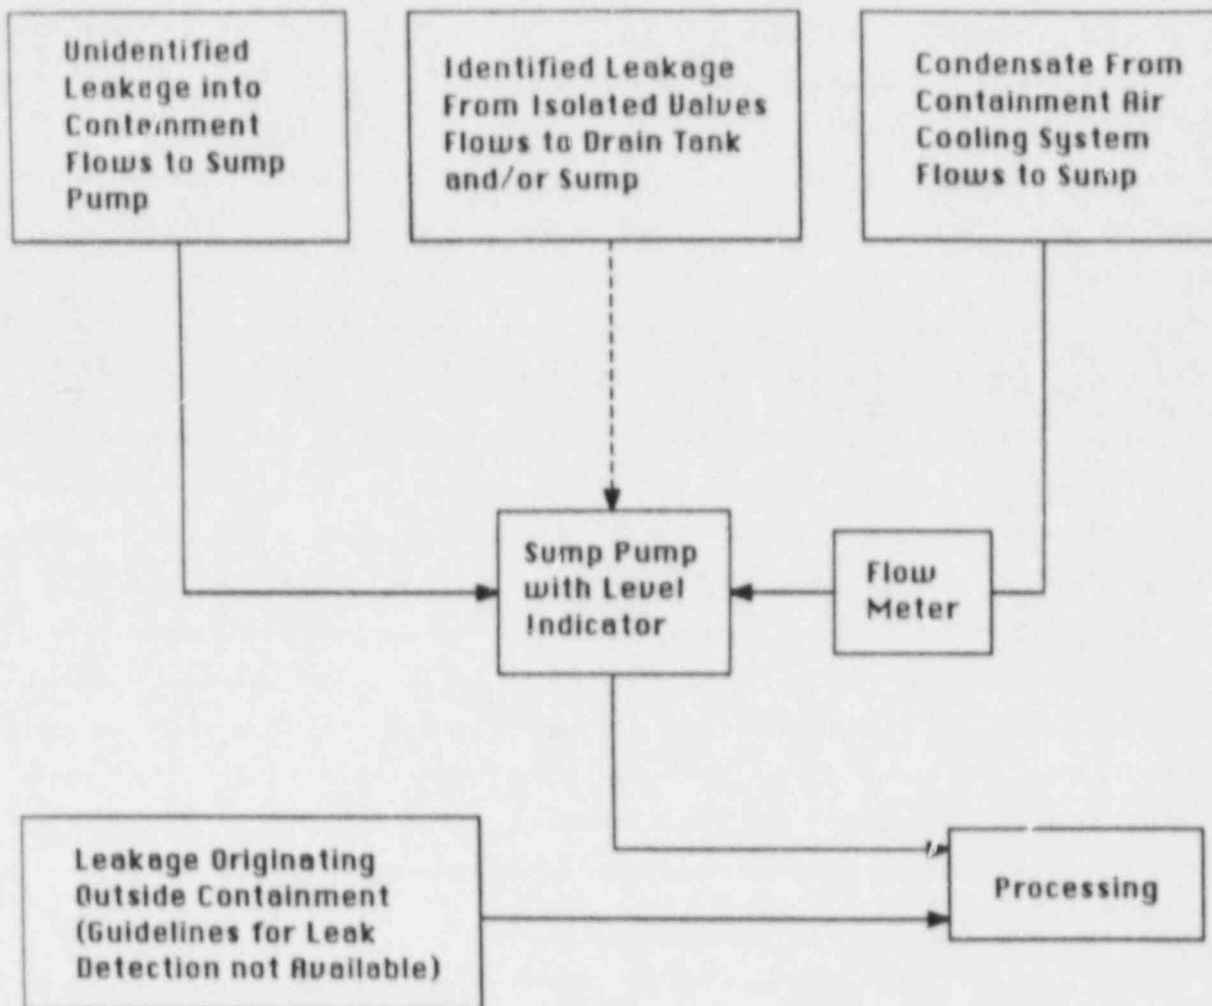 Unidentified
Leakage into
Containment
Flows to Sump
Pump
Identified Leakage
From Isolated Valves
Flows to Drain Tank
and/or Sump
Condensate From
Containment Air
Cooling System
Flows to Sump
Sump Pump
with Level
Indicator
Flow
Meter
Leakage Originating
Outside Containment
(Guidelines for Leak
Detection not Available)
Processing